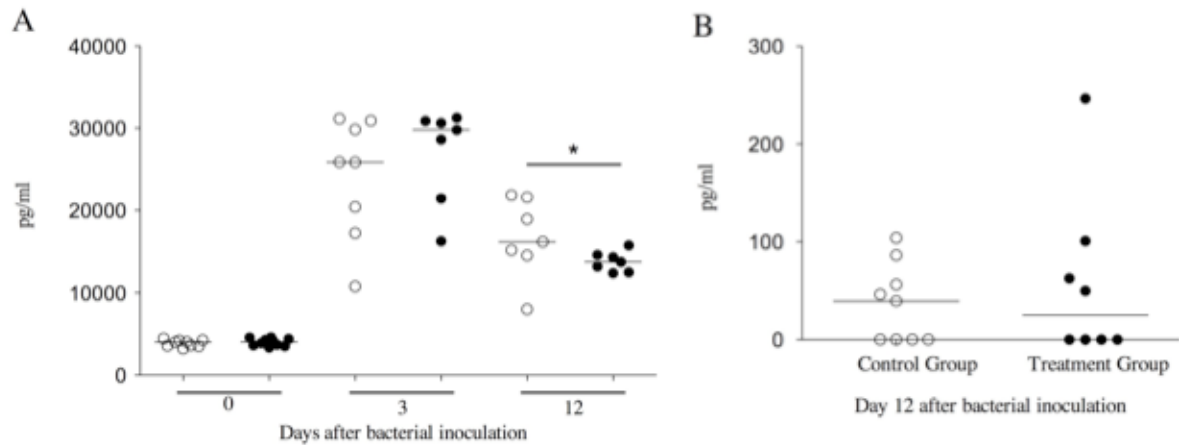 A
40000
30000
20000
10000
0
pg/ml
*
0 3 12
Days after bacterial inoculation
B
300
200
100
0
pg/ml
Control Group Treatment Group
Day 12 after bacterial inoculation